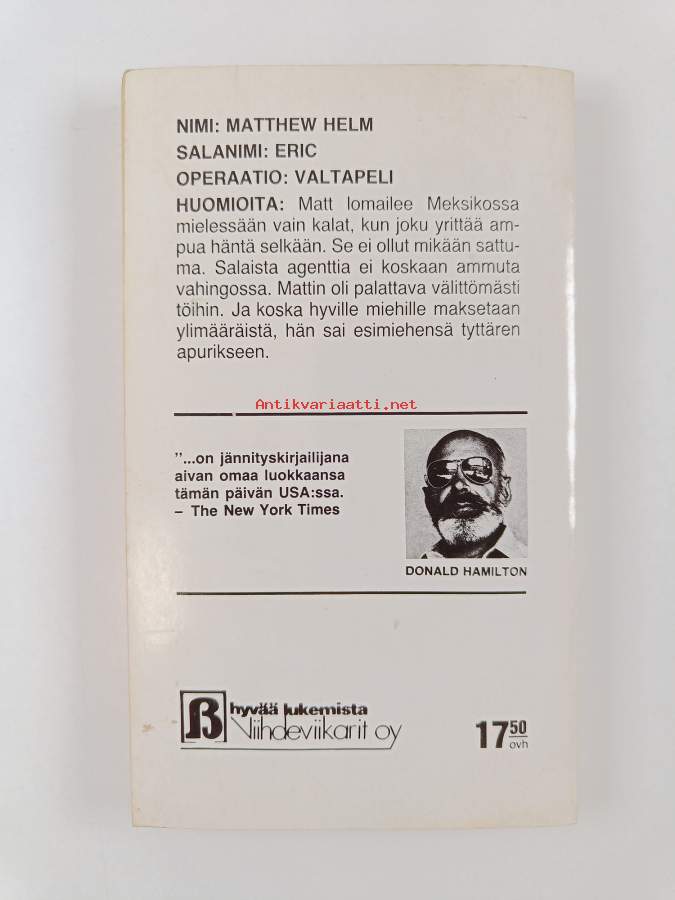 NIMI: MATTHEW HELM
SALANIMI: ERIC
OPERAATIO: VALTAPELI
HUOMIOITA: Matt lomailee Meksikossa
mielessään vain kalat, kun joku yrittää am-
pua häntä selkään. Se ei ollut mikään sattu-
ma. Salaista agenttia ei koskaan ammuta
vahingossa. Mattin oli palattava välittömästi
töihin. Ja koska hyville miehille maksetaan
ylimääräistä, hän sai esimiehensä tyttären
apurikseen.
Antikvariaatti.net
"...on jännityskirjailijana
aivan omaa luokkaansa
tämän päivän USA:ssa.
– The New York Times
DONALD HAMILTON
B hyvää lukemista
Viihdeviikarit oy
17 50
ovh